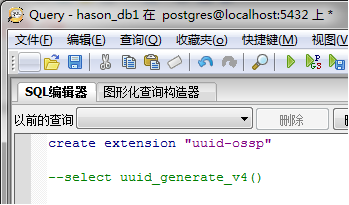 Query - hason_db1 在 postgres@localhost:5432 上 *
文件(F) 编辑(E) 查询(Q) 收藏夹(o) 快捷键(M) 视图(V
PG
SQL编辑器 图形化查询构造器
以前的查询 删除
create extension "uuid-ossp"
--select uuid_generate_v4()